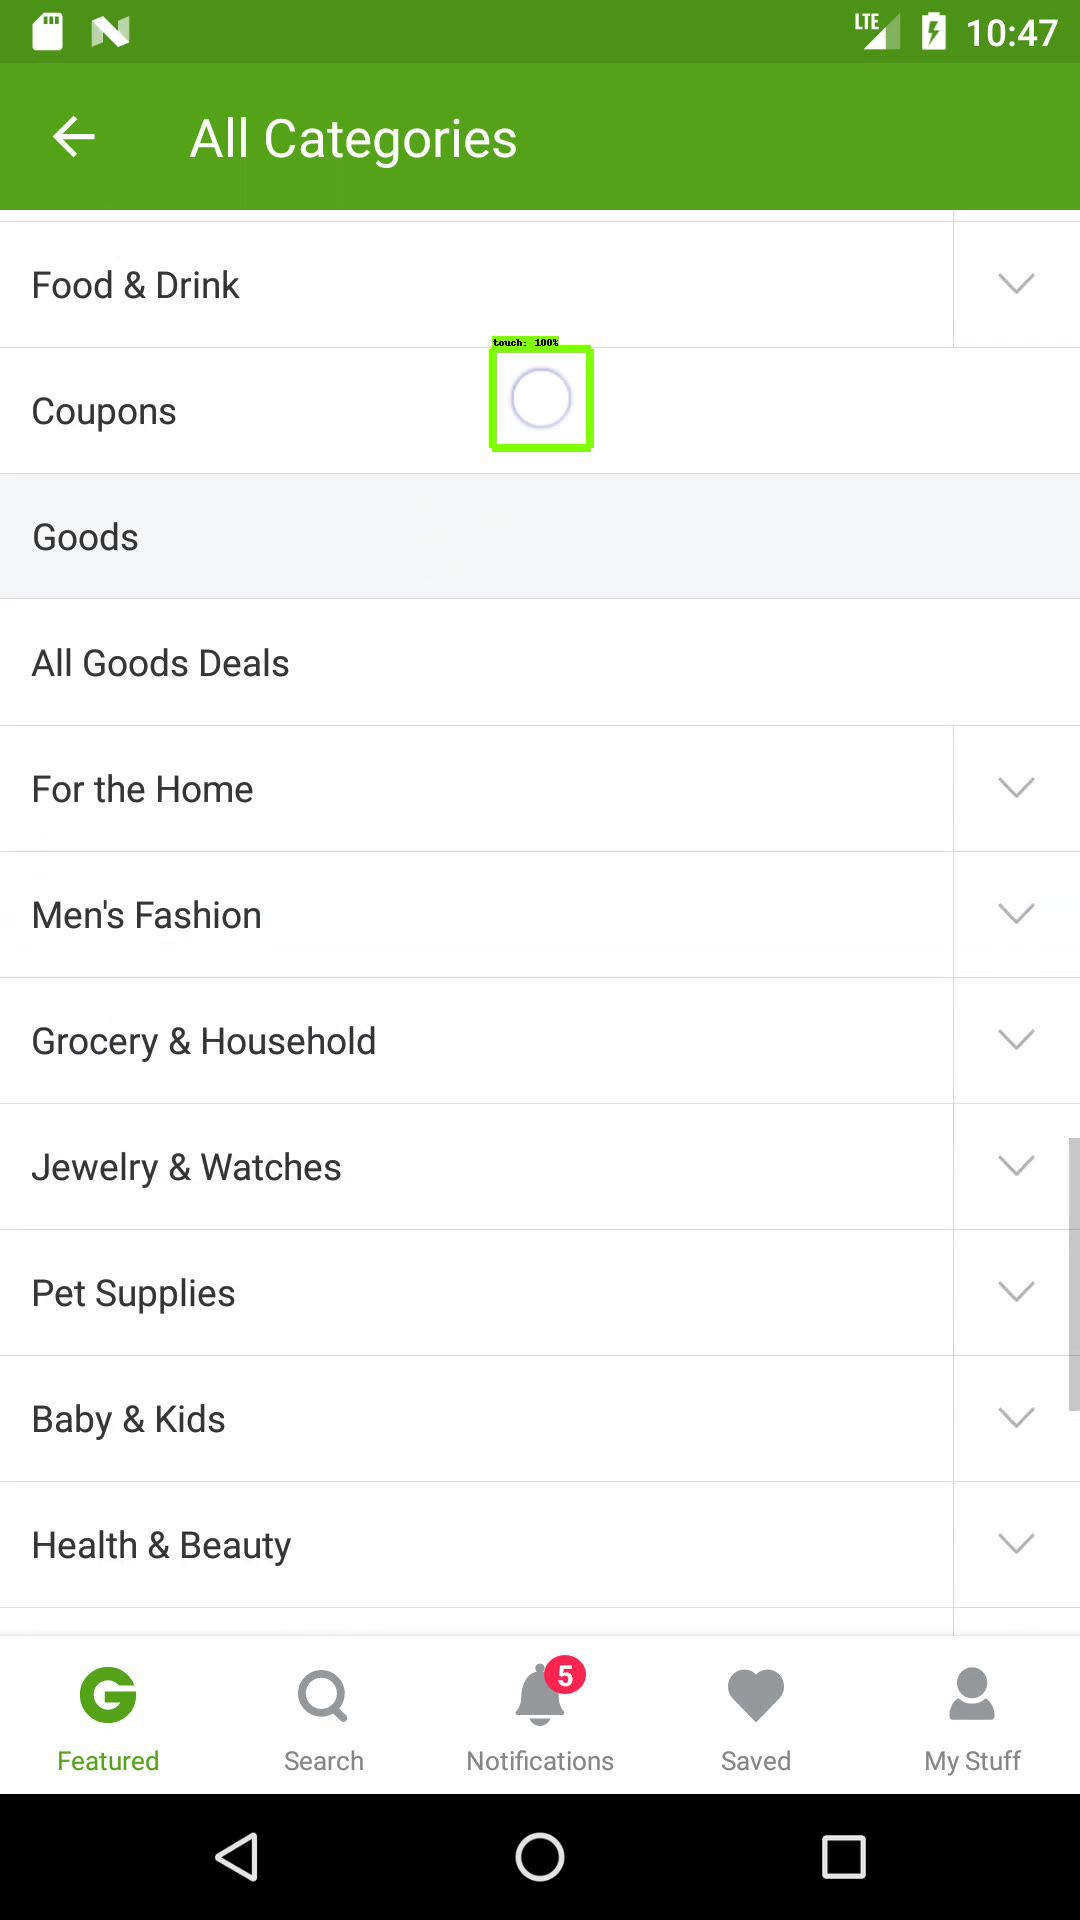 LTE 10:47
All Categories
Food & Drink
touch: 100%
Coupons
Goods
All Goods Deals
For the Home
Men's Fashion
Grocery & Household
Jewelry & Watches
Pet Supplies
Baby & Kids
Health & Beauty
5
Featured Search Notifications Saved My Stuff